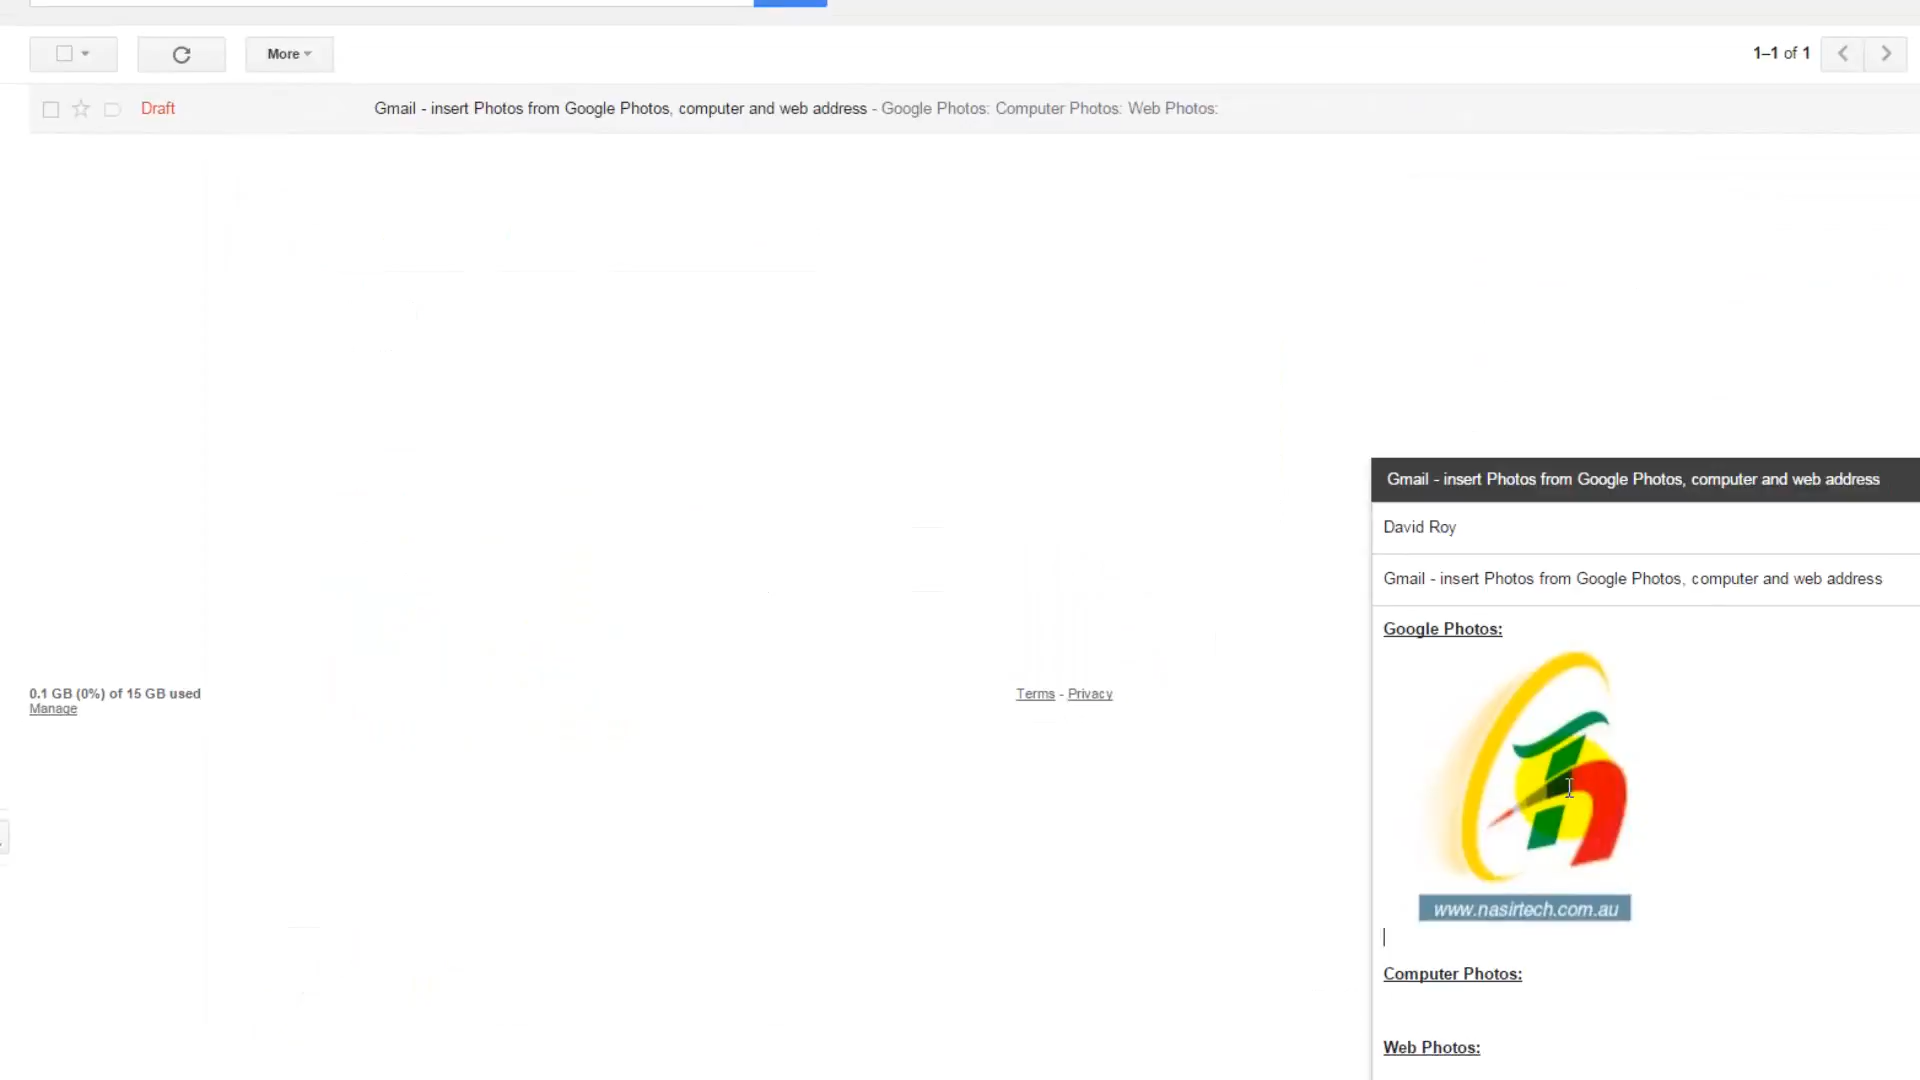 More
1–1 of 1
Draft Gmail - insert Photos from Google Photos, computer and web address - Google Photos: Computer Photos: Web Photos:
Gmail - insert Photos from Google Photos, computer and web address
David Roy
Gmail - insert Photos from Google Photos, computer and web address
Google Photos:
www.nasirtech.com.au
Computer Photos:
Web Photos:
0.1 GB (0%) of 15 GB used
Manage
Terms - Privacy